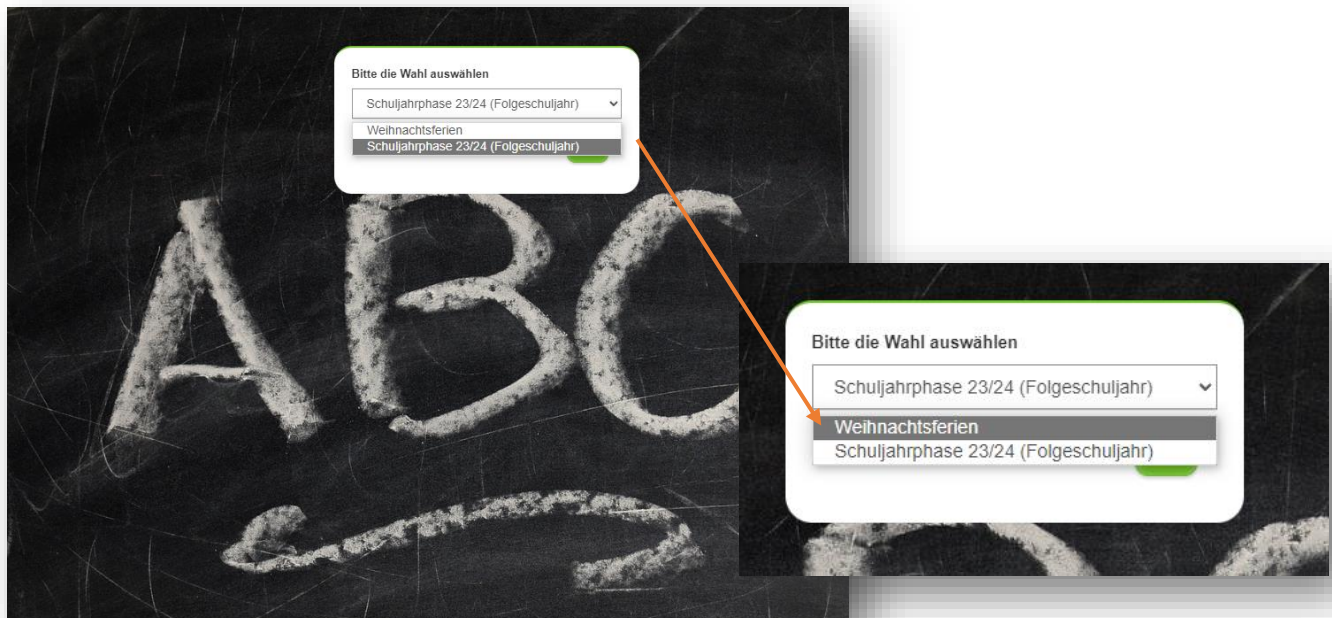 Bitte die Wahl auswählen
Schuljahrphase 23/24 (Folgeschuljahr)
Weihnachtsferien
Schuljahrphase 23/24 (Folgeschuljahr)
ABC
Bitte die Wahl auswählen
Schuljahrphase 23/24 (Folgeschuljahr)
Weihnachtsferien
Schuljahrphase 23/24 (Folgeschuljahr)